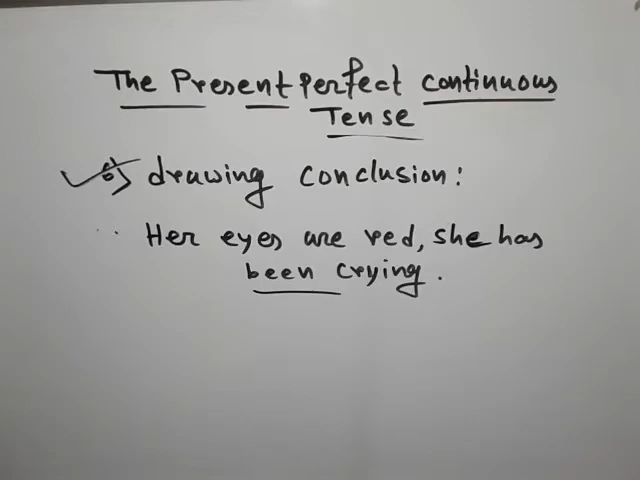 The Present perfect continuous
Tense
drawing conclusion:
Her eyes are red, she has
been crying.